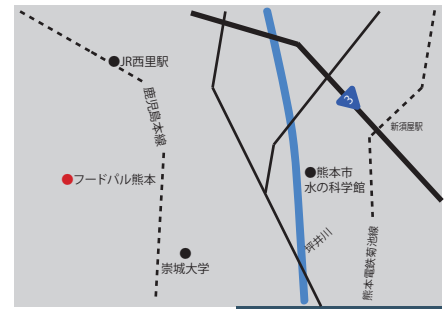 JR西里駅
鹿児島本線
3
新須屋駅
フードパル熊本
熊本市
水の科学館
坪井川
崇城大学
熊本電鉄菊池線